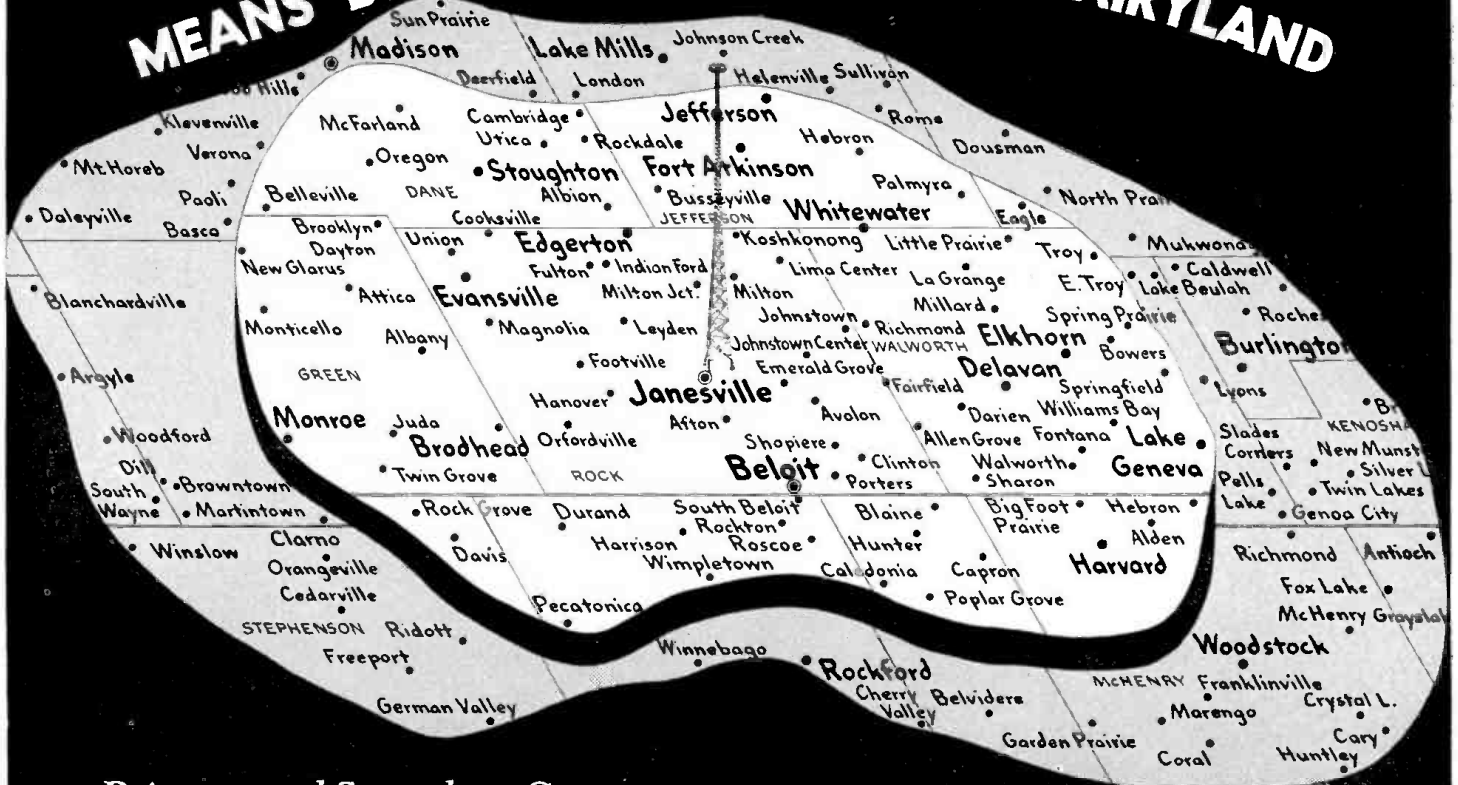 MEANS
AIRYLAND
Sun Prairie
Madison
Lake Mills
Johnson Creek
Deerfield
London
Helenville
Sullivan
Hills
Klevenville
McFarland
Cambridge
Jefferson
Rome
Verona
Utica
Rockdale
Hebron
Dousman
Mt Horeb
Oregon
Stoughton
Fort Atkinson
Paoli
Belleville
DANE
Albion
Busseyville
Palmyra
North Prai
Daleyville
Basco
Cooksville
JEFFERSON
Whitewater
Eagle
Brooklyn
Union
Edgerton
Koshkonong
Little Prairie
Troy
Mukwona
Dayton
New Glarus
Fulton
Indian Ford
Lima Center
La Grange
E. Troy
Lake Beulah
Caldwell
Blanchardville
Attica
Evansville
Milton Jct.
Milton
Millard
Spring Prairie
Roche
Monticello
Albany
Magnolia
Leyden
Johnstown
Richmond
Elkhorn
Burlington
Johnstown Center
WALWORTH
Bowers
Argyle
GREEN
Footville
Emerald Grove
Delavan
Janesville
Fairfield
Springfield
Lyons
Monroe
Juda
Hanover
Afton
Avalon
Darien
Williams Bay
Woodford
Brodhead
Orfordville
Shopiere
Allen Grove
Fontana
Lake
Geneva
Slades
Corners
KENOSHA
New Munst
Dill
Twin Grove
ROCK
Beloit
Clinton
Walworth
Silver L
South
Wayne
Browntown
Porters
Sharon
Pells
Lake
Twin Lakes
Martintown
Rock Grove
Durand
South Beloit
Blaine
Big Foot
Prairie
Hebron
Genoa City
Winslow
Clarno
Davis
Harrison
Rockton
Roscoe
Hunter
Alden
Richmond
Antioch
Orangeville
Wimpletown
Caledonia
Capron
Harvard
Cedarville
Pecatonica
Poplar Grove
Fox Lake
STEPHENSON
Ridott
McHenry
Grayslak
Freeport
Winnebago
Rockford
Woodstock
Cherry
Valley
Belvidere
McHENRY
Franklinville
German Valley
Marengo
Crystal L.
Garden Prairie
Coral
Cary
Huntley